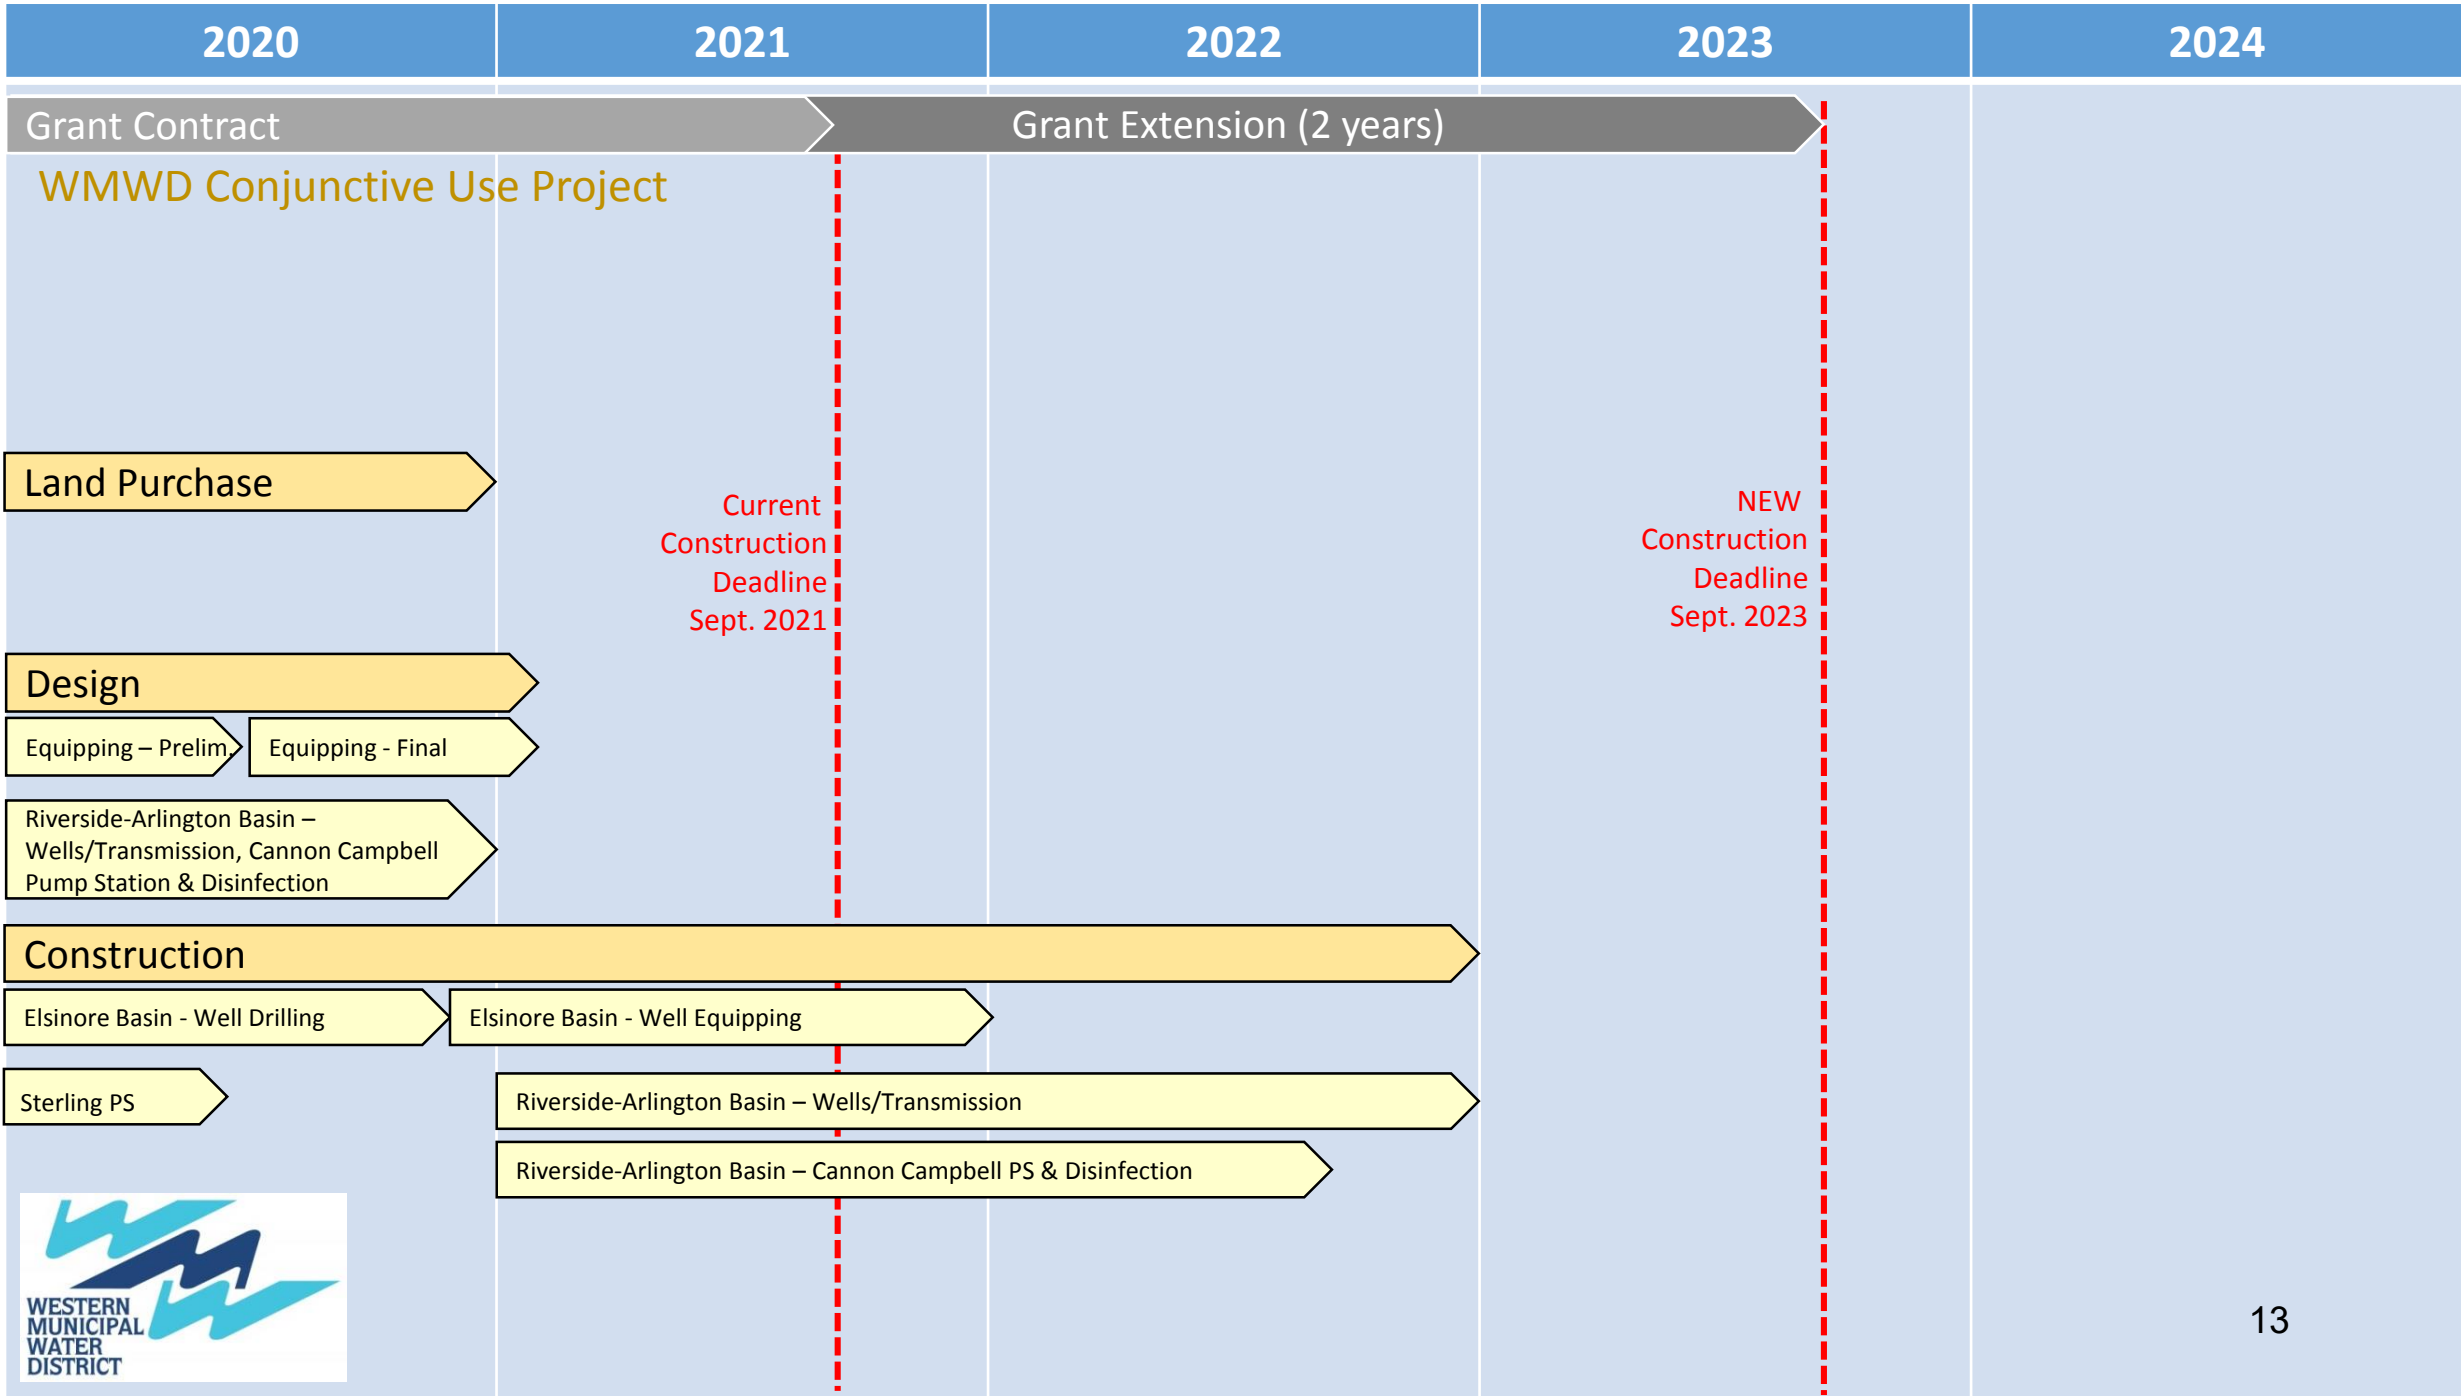 2020
2021
2022
2023
2024
Grant Contract
Grant Extension (2 years)
WMWD Conjunctive Use Project
Land Purchase
Current
Construction
Deadline
Sept. 2021
NEW
Construction
Deadline
Sept. 2023
Design
Equipping – Prelim.
Equipping - Final
Riverside-Arlington Basin –
Wells/Transmission, Cannon Campbell
Pump Station & Disinfection
Construction
Elsinore Basin - Well Drilling
Elsinore Basin - Well Equipping
Sterling PS
Riverside-Arlington Basin – Wells/Transmission
Riverside-Arlington Basin – Cannon Campbell PS & Disinfection
WESTERN
MUNICIPAL
WATER
DISTRICT
13